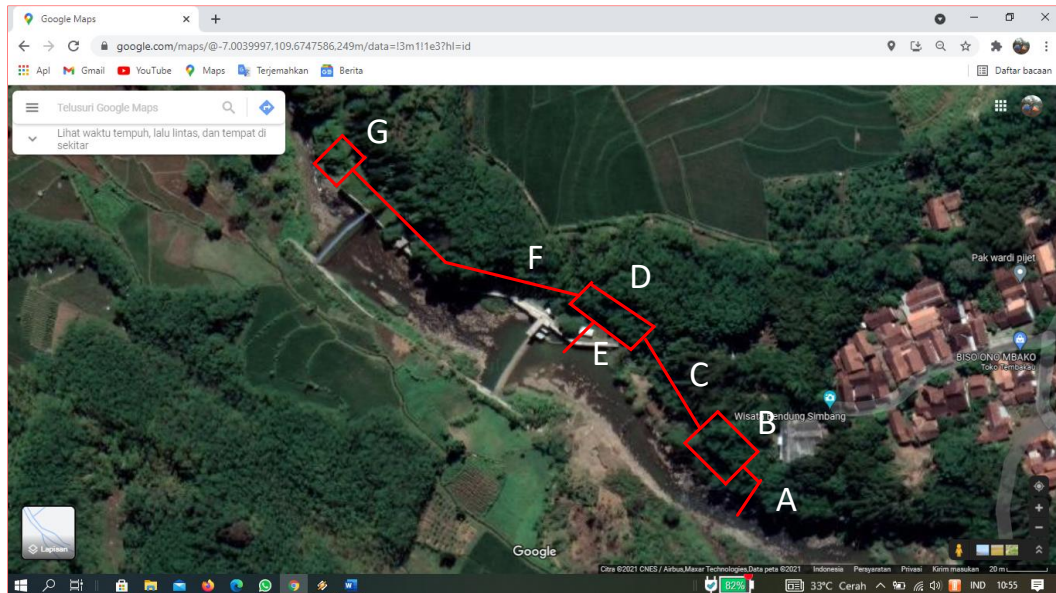 Google Maps
google.com/maps/@-7.0039997,109.6747586,249m/data=!3m1!1e3?hl=id
Apl Gmail YouTube Maps Terjemahkan Berita Daftar bacaan
Telusuri Google Maps
Lihat waktu tempuh, lalu lintas, dan tempat di
sekitar
G
F
D
Pak wardi pijet
E
C
BISO ONO MBAKO
Toko Tembakau
Wisata Bendung Simbang
B
A
Lapisan
Google
Citra ©2021 CNES / Airbus,Maxar Technologies,Data peta ©2021 Indonesia Persyaratan Privasi Kirim masukan 20 m
82% 33°C Cerah IND 10:55